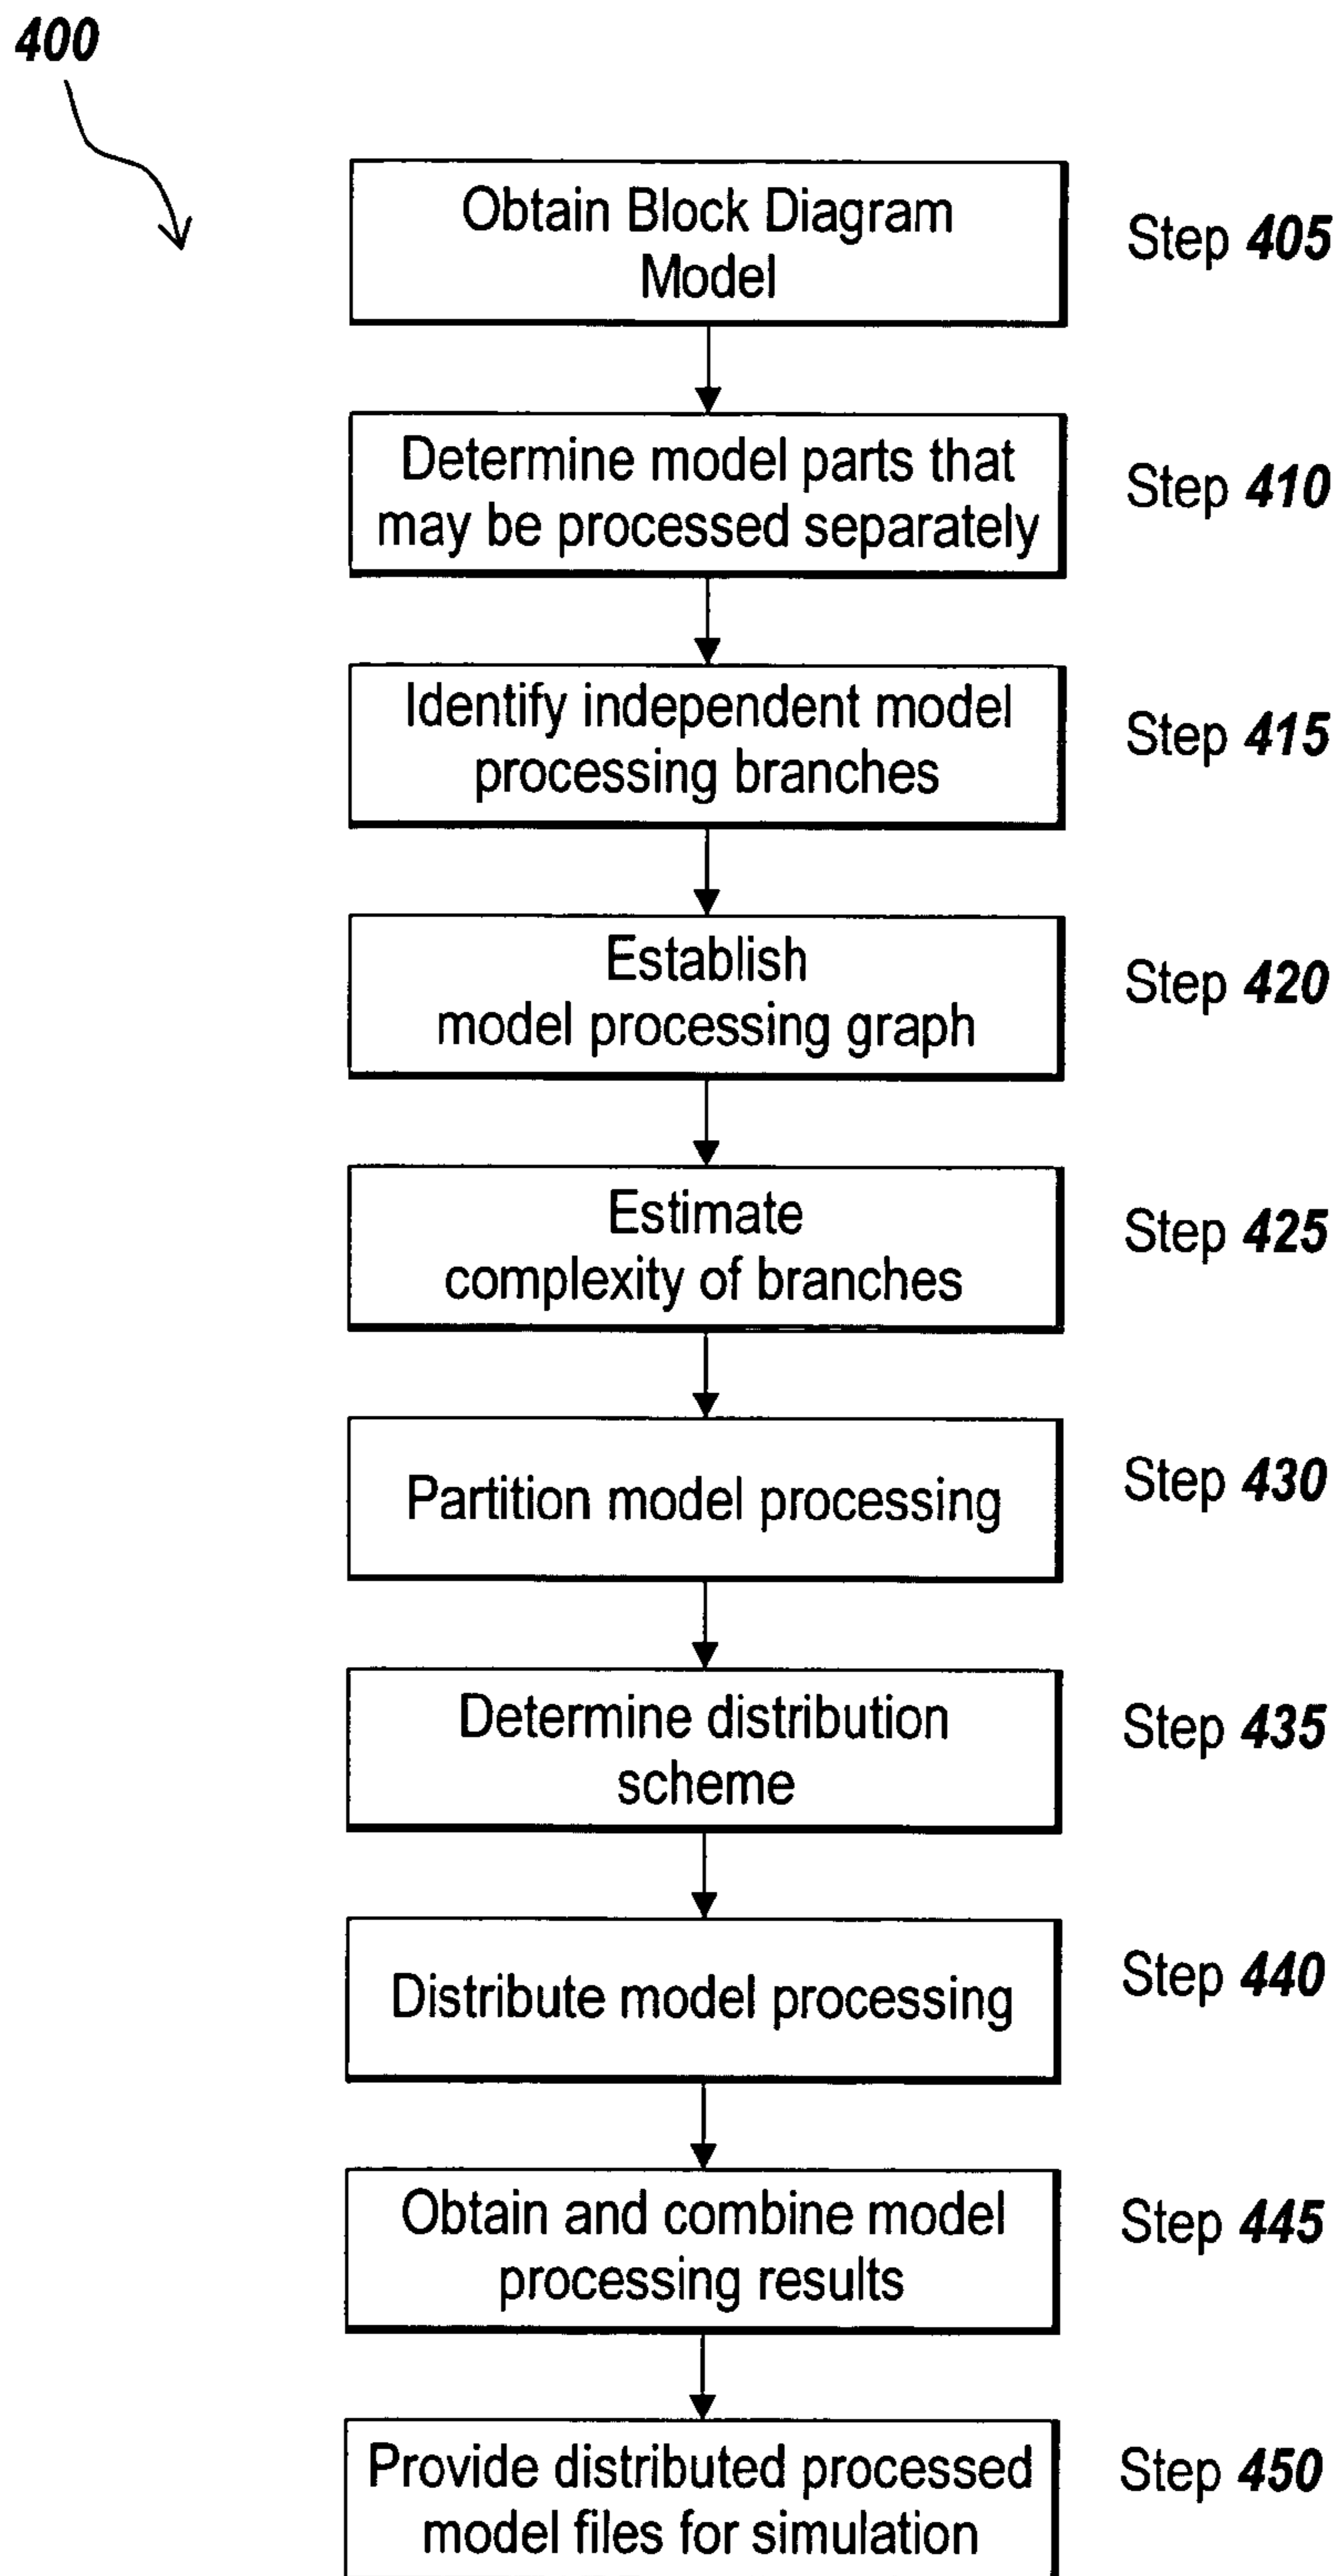 400
Obtain Block Diagram
Model
Step 405
Determine model parts that
may be processed separately
Step 410
Identify independent model
processing branches
Step 415
Establish
model processing graph
Step 420
Estimate
complexity of branches
Step 425
Partition model processing
Step 430
Determine distribution
scheme
Step 435
Distribute model processing
Step 440
Obtain and combine model
processing results
Step 445
Provide distributed processed
model files for simulation
Step 450